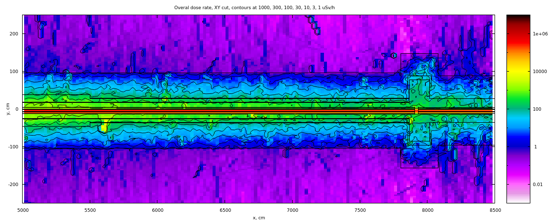 Overal dose rate, XY cut, contours at 1000, 300, 100, 30, 10, 3, 1 uSv/h
200
100
0
-100
-200
y, cm
5000 5500 6000 6500 7000 7500 8000 8500
x, cm
1e+06
10000
100
1
0.01